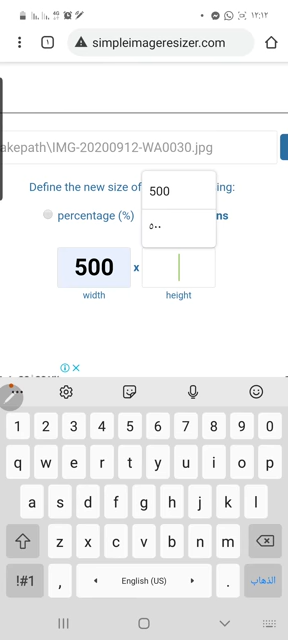 ١٢:١٢
1
simpleimageresizer.com
akepath\IMG-20200912-WA0030.jpg
Define the new size of
ing:
percentage (%)
ns
500
٥٠٠
500 x
width
height
1 2 3 4 5 6 7 8 9 0
q w e r t y u i o p
a s d f g h j k l
z x c v b n m
!#1 , English (US) . الذهاب